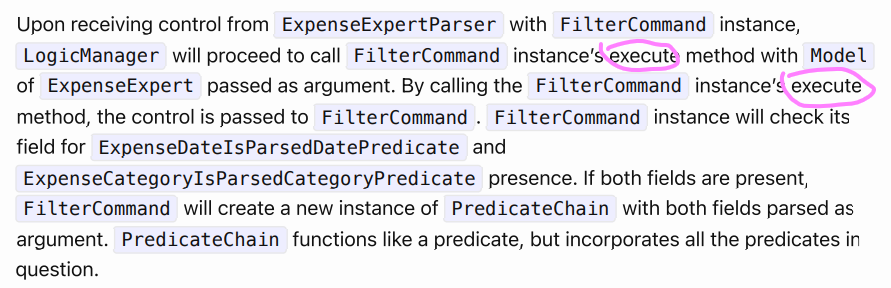 Upon receiving control from ExpenseExpertParser with FilterCommand instance,
LogicManager will proceed to call FilterCommand instance's execute method with Model
of ExpenseExpert passed as argument. By calling the FilterCommand instance's execute
method, the control is passed to FilterCommand. FilterCommand instance will check its
field for ExpenseDateIsParsedDatePredicate and
ExpenseCategoryIsParsedCategoryPredicate presence. If both fields are present,
FilterCommand will create a new instance of PredicateChain with both fields parsed as
argument. PredicateChain functions like a predicate, but incorporates all the predicates in
question.